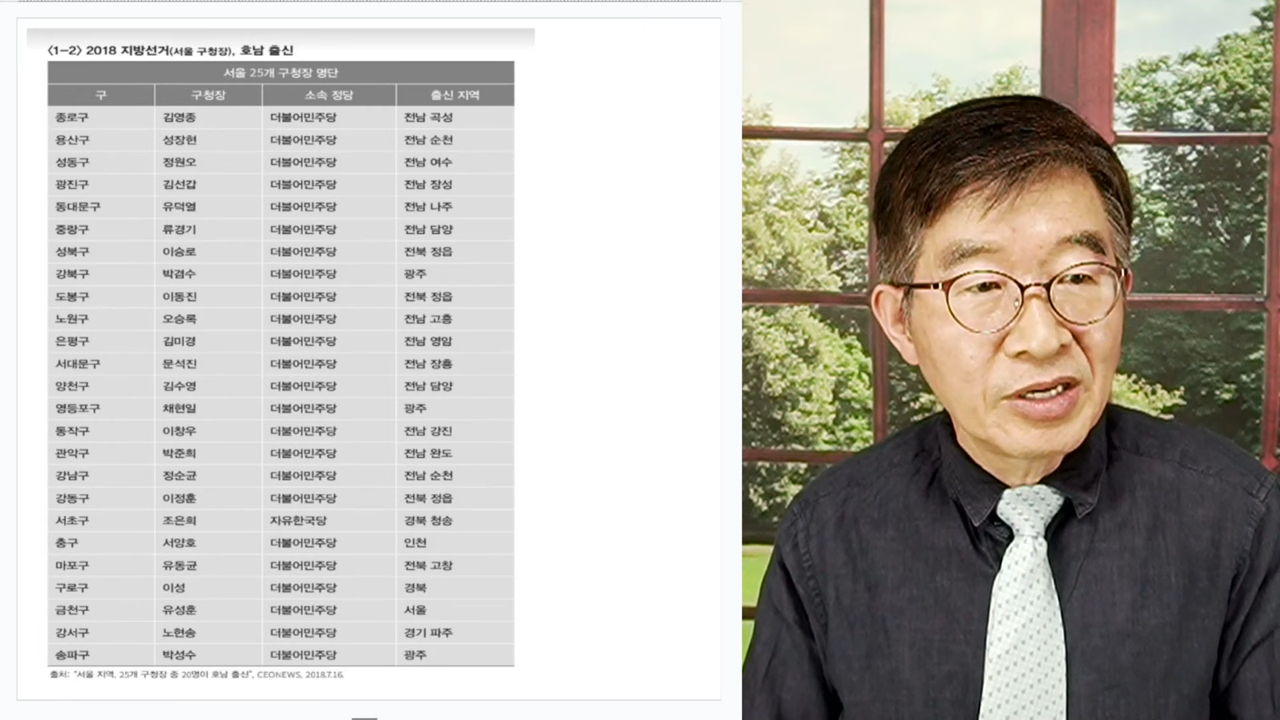 〈1-2〉 2018 지방선거(서울 구청장), 호남 출신
서울 25개 구청장 명단
구 구청장 소속 정당 출신 지역
종로구 김영종 더불어민주당 전남 곡성
용산구 성장현 더불어민주당 전남 순천
성동구 정원오 더불어민주당 전남 여수
광진구 김선갑 더불어민주당 전남 장성
동대문구 유덕열 더불어민주당 전남 나주
중랑구 류경기 더불어민주당 전남 담양
성북구 이승로 더불어민주당 전북 정읍
강북구 박겸수 더불어민주당 광주
도봉구 이동진 더불어민주당 전북 정읍
노원구 오승록 더불어민주당 전남 고흥
은평구 김미경 더불어민주당 전남 영암
서대문구 문석진 더불어민주당 전남 장흥
양천구 김수영 더불어민주당 전남 담양
영등포구 채현일 더불어민주당 광주
동작구 이창우 더불어민주당 전남 강진
관악구 박준희 더불어민주당 전남 완도
강남구 정순균 더불어민주당 전남 순천
강동구 이정훈 더불어민주당 전북 정읍
서초구 조은희 자유한국당 경북 청송
중구 서양호 더불어민주당 인천
마포구 유동균 더불어민주당 전북 고창
구로구 이성 더불어민주당 경북
금천구 유성훈 더불어민주당 서울
강서구 노현송 더불어민주당 경기 파주
송파구 박성수 더불어민주당 광주
출처: "서울 지역, 25개 구청장 중 20명이 호남 출신", CEONEWS, 2018.7.16.